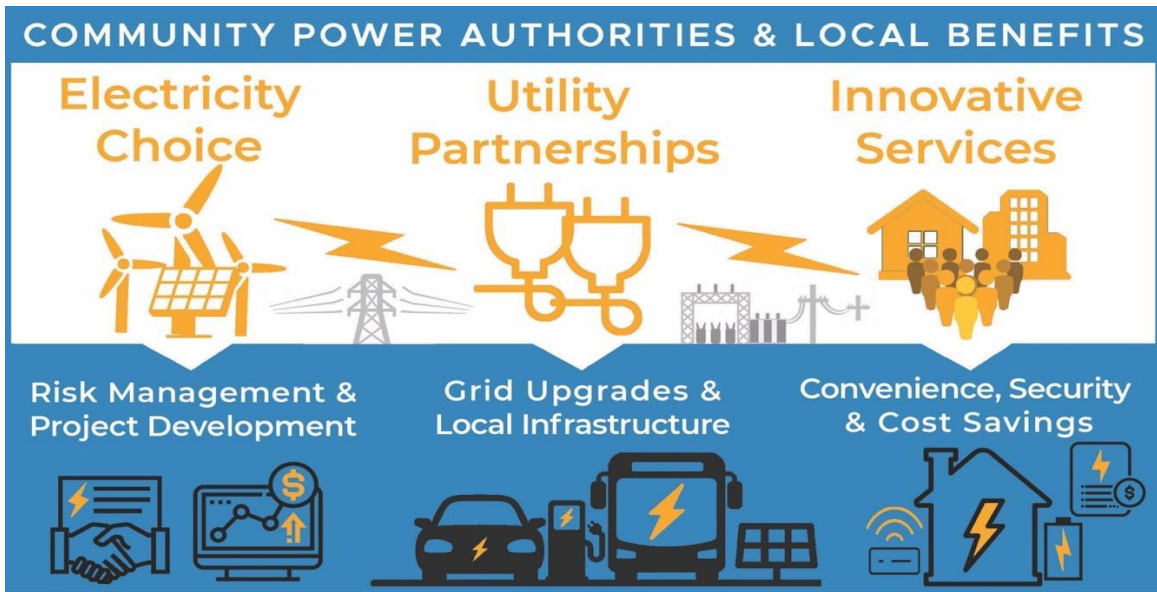 COMMUNITY POWER AUTHORITIES & LOCAL BENEFITS
Electricity
Choice
Utility
Partnerships
Innovative
Services
Risk Management &
Project Development
Grid Upgrades &
Local Infrastructure
Convenience, Security
& Cost Savings
$
$